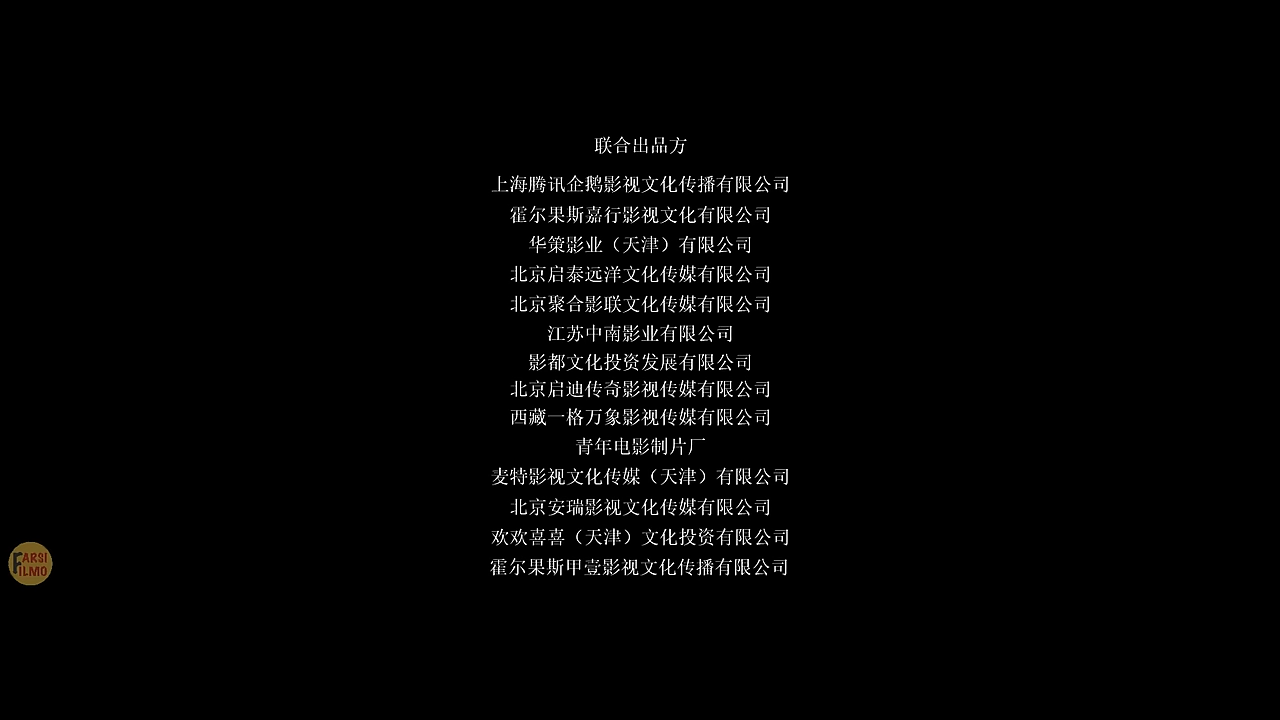 联合出品方
上海腾讯企鹅影视文化传播有限公司
霍尔果斯嘉行影视文化有限公司
华策影业（天津）有限公司
北京启泰远洋文化传媒有限公司
北京聚合影联文化传媒有限公司
江苏中南影业有限公司
影都文化投资发展有限公司
北京启迪传奇影视传媒有限公司
西藏一格万象影视传媒有限公司
青年电影制片厂
麦特影视文化传媒（天津）有限公司
北京安瑞影视文化传媒有限公司
欢欢喜喜（天津）文化投资有限公司
霍尔果斯甲壹影视文化传播有限公司
FARSI
FILMO